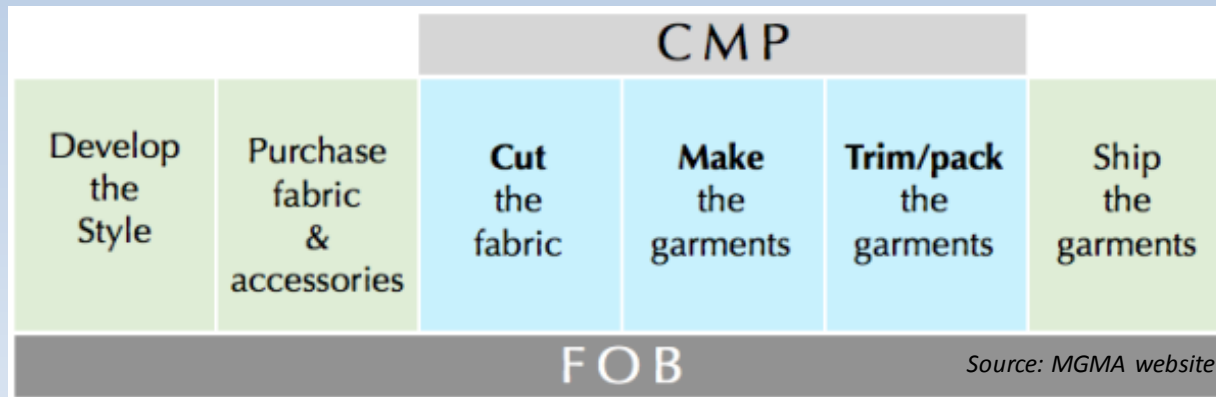 CMP
Develop
the
Style
Purchase
fabric
&
accessories
Cut
the
fabric
Make
the
garments
Trim/pack
the
garments
Ship
the
garments
FOB
Source: MGMA website